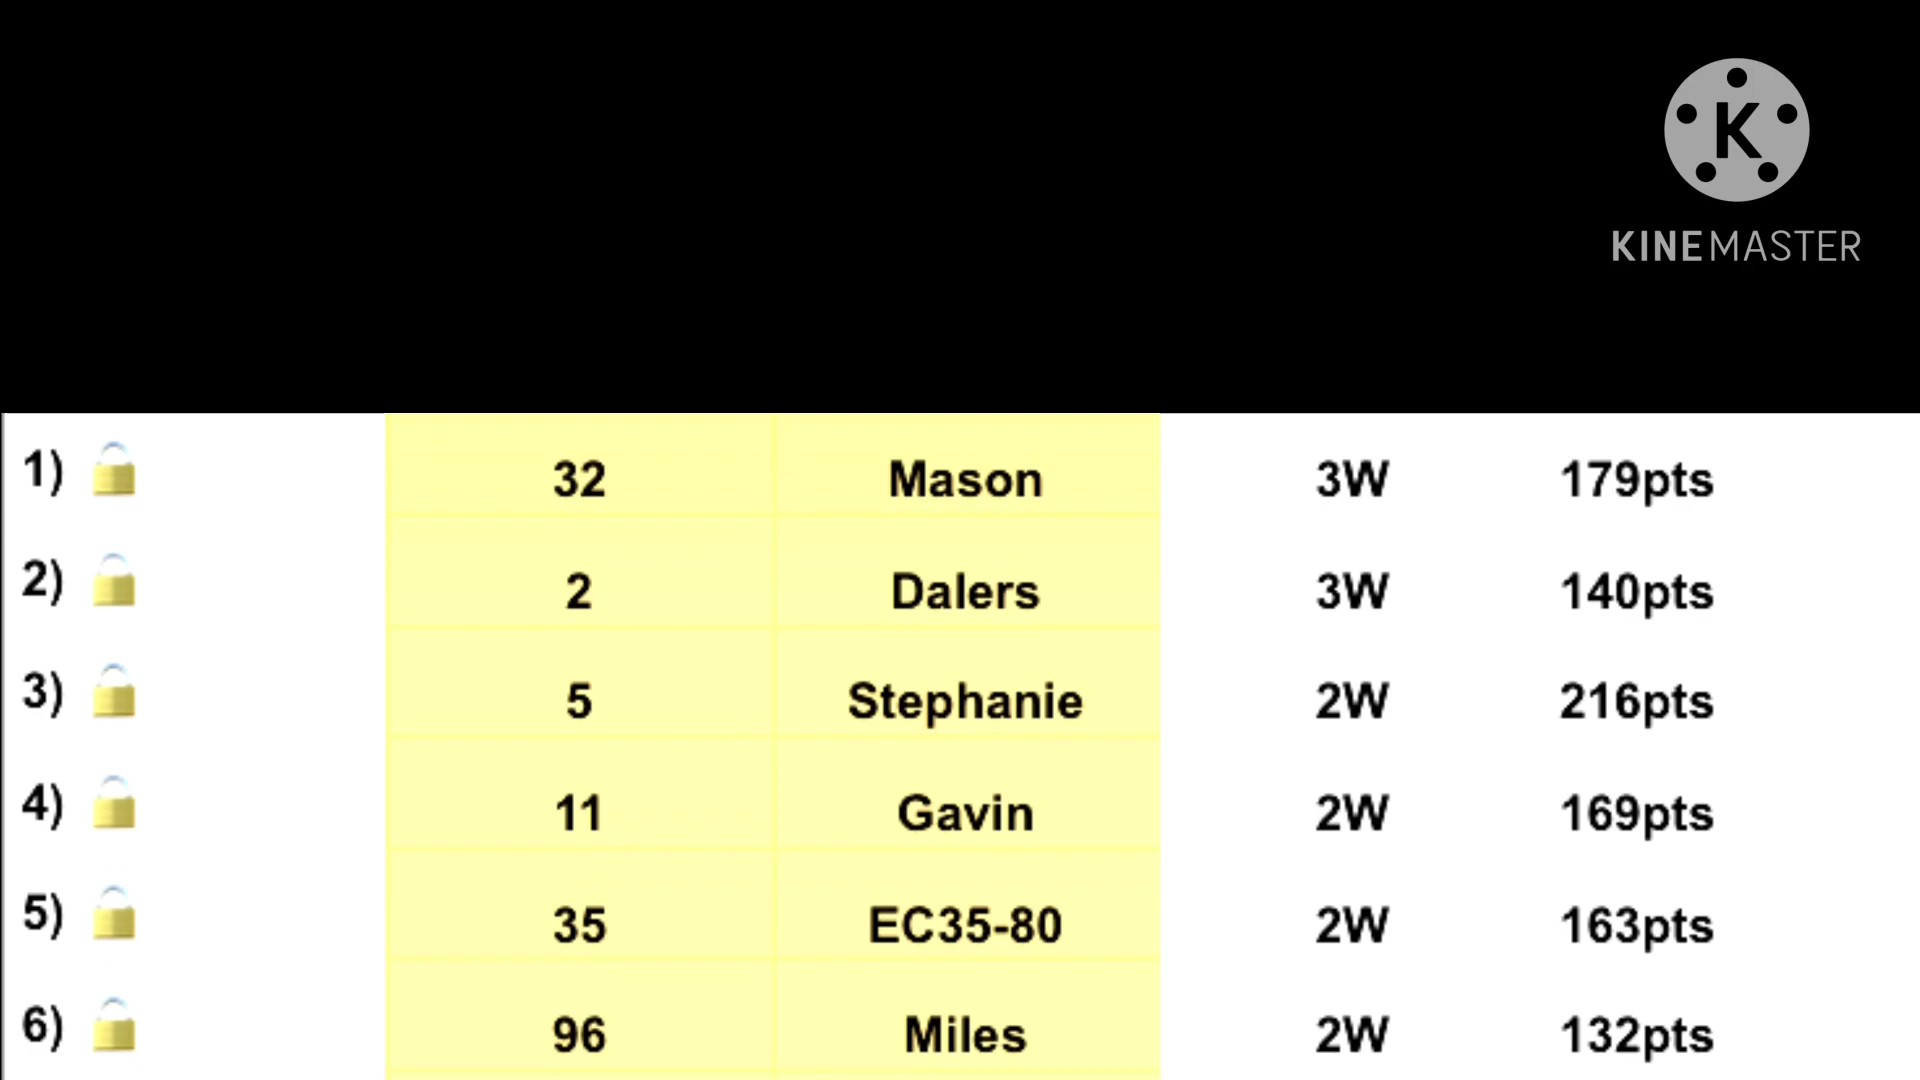 K
KINEMASTER
1) 32 Mason 3W 179pts
2) 2 Dalers 3W 140pts
3) 5 Stephanie 2W 216pts
4) 11 Gavin 2W 169pts
5) 35 EC35-80 2W 163pts
6) 96 Miles 2W 132pts